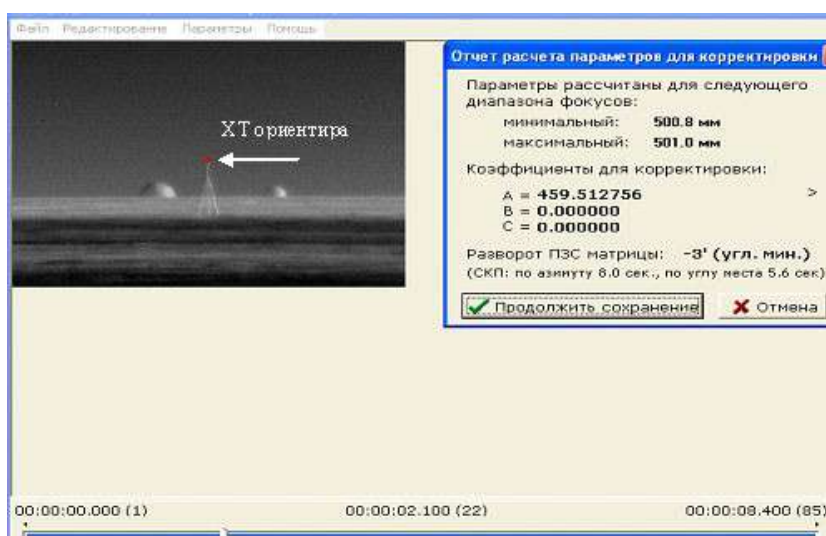 Файл Редактирование Параметры Помощь
ХТ ориентира
Отчет расчета параметров для корректировки
Параметры рассчитаны для следующего
диапазона фокусов:
минимальный: 500.8 мм
максимальный: 501.0 мм
Коэффициенты для корректировки:
A = 459.512756 >
B = 0.000000
C = 0.000000
Разворот ПЗС матрицы: -3' (угл. мин.)
(СКП: по азимуту 8.0 сек., по углу места 5.6 сек)
Продолжить сохранение Отмена
00:00:00.000 (1) 00:00:02.100 (22) 00:00:08.400 (85)